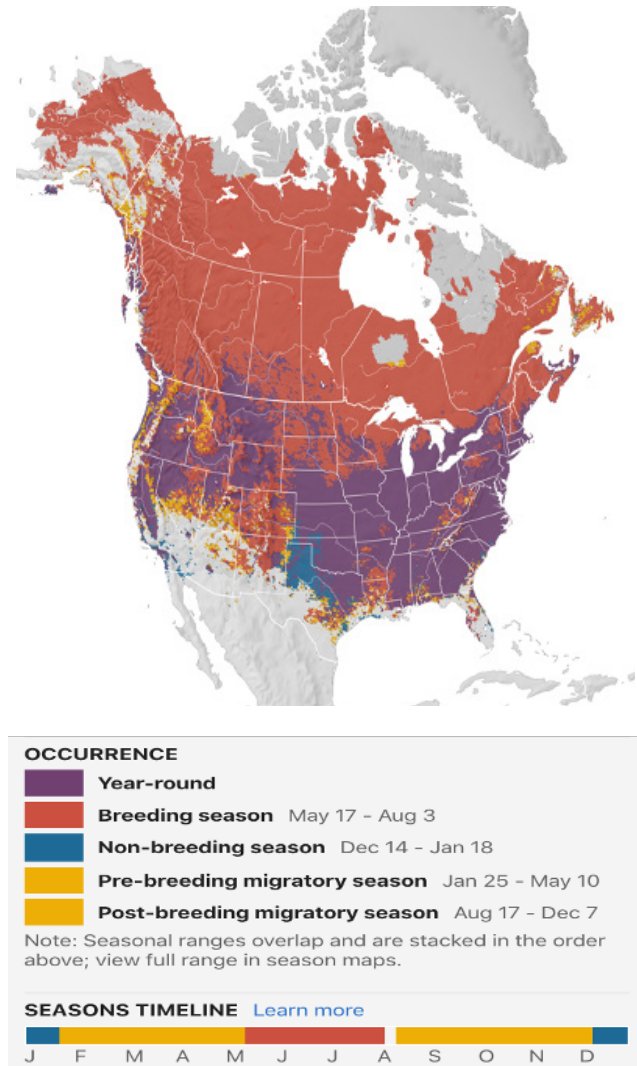 OCCURRENCE
Year-round
Breeding season May 17 - Aug 3
Non-breeding season Dec 14 - Jan 18
Pre-breeding migratory season Jan 25 - May 10
Post-breeding migratory season Aug 17 - Dec 7
Note: Seasonal ranges overlap and are stacked in the order
above; view full range in season maps.
SEASONS TIMELINE Learn more
J F M A M J J A S O N D